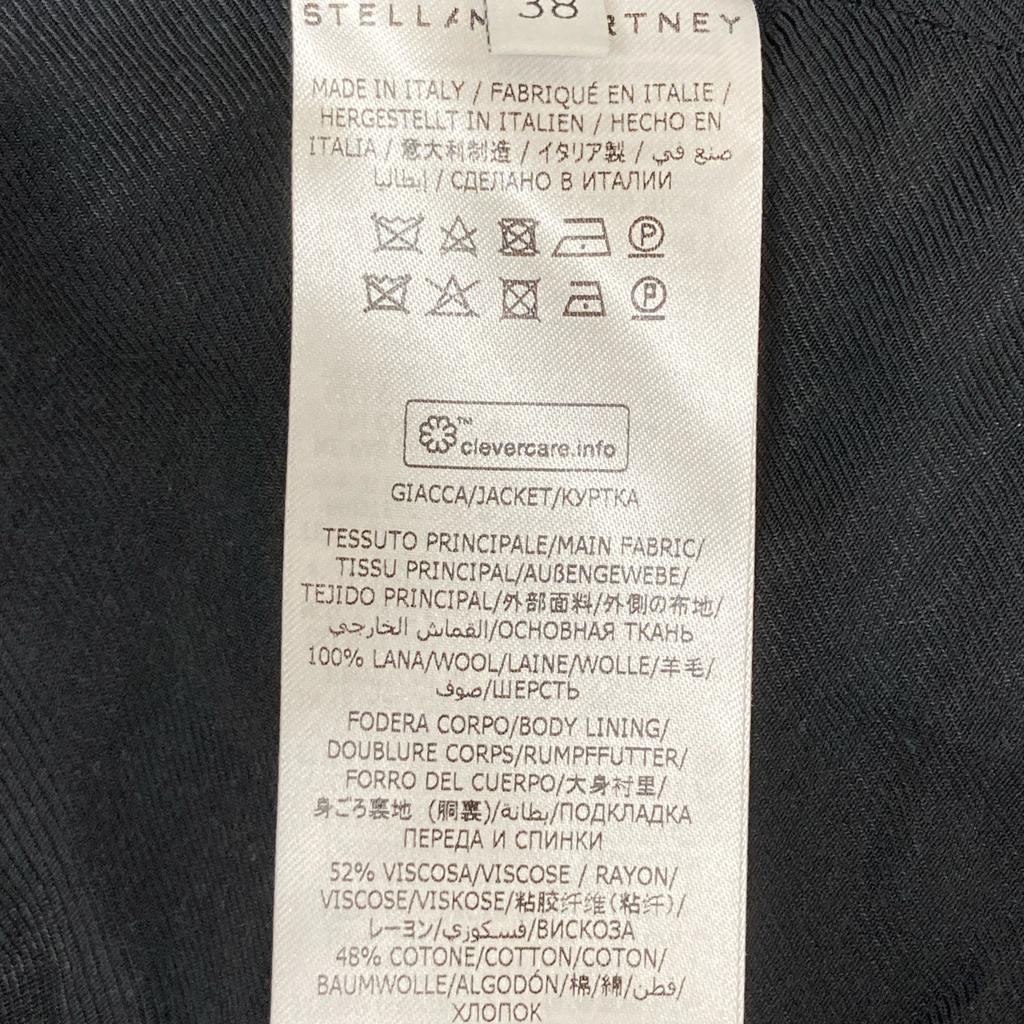 STELLA RTNEY
38
MADE IN ITALY / FABRIQUÉ EN ITALIE /
HERGESTELLT IN ITALIEN / HECHO EN
ITALIA / 意大利制造 / イタリア製 / صنع في
إيطاليا / СДЕЛАНО В ИТАЛИИ
P
P
clevercare.info
GIACCA/JACKET/КУРТКА
TESSUTO PRINCIPALE/MAIN FABRIC/
TISSU PRINCIPAL/AUßENGEWEBE/
TEJIDO PRINCIPAL/外部面料/外側の布地/
القماش الخارجي/ОСНОВНАЯ ТКАНЬ
100% LANA/WOOL/LAINE/WOLLE/羊毛/
صوف/ШЕРСТЬ
FODERA CORPO/BODY LINING/
DOUBLURE CORPS/RUMPFFUTTER/
FORRO DEL CUERPO/大身衬里/
身ごろ裏地 (胴裏)/بطانة/ПОДКЛАДКА
ПЕРЕДА И СПИНКИ
52% VISCOSA/VISCOSE / RAYON/
VISCOSE/VISKOSE/粘胶纤维(粘纤)/
レーヨン/فسكوزي/ВИСКОЗА
48% COTONE/COTTON/COTON/
BAUMWOLLE/ALGODÓN/棉/綿/قطن/
ХЛОПОК